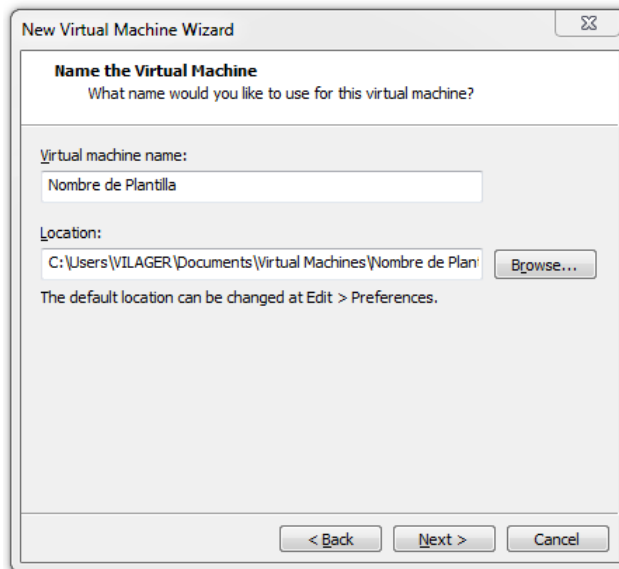 New Virtual Machine Wizard
Name the Virtual Machine
What name would you like to use for this virtual machine?
Virtual machine name:
Nombre de Plantilla
Location:
C:\Users\VILAGER\Documents\Virtual Machines\Nombre de Plant
Browse...
The default location can be changed at Edit > Preferences.
< Back Next > Cancel